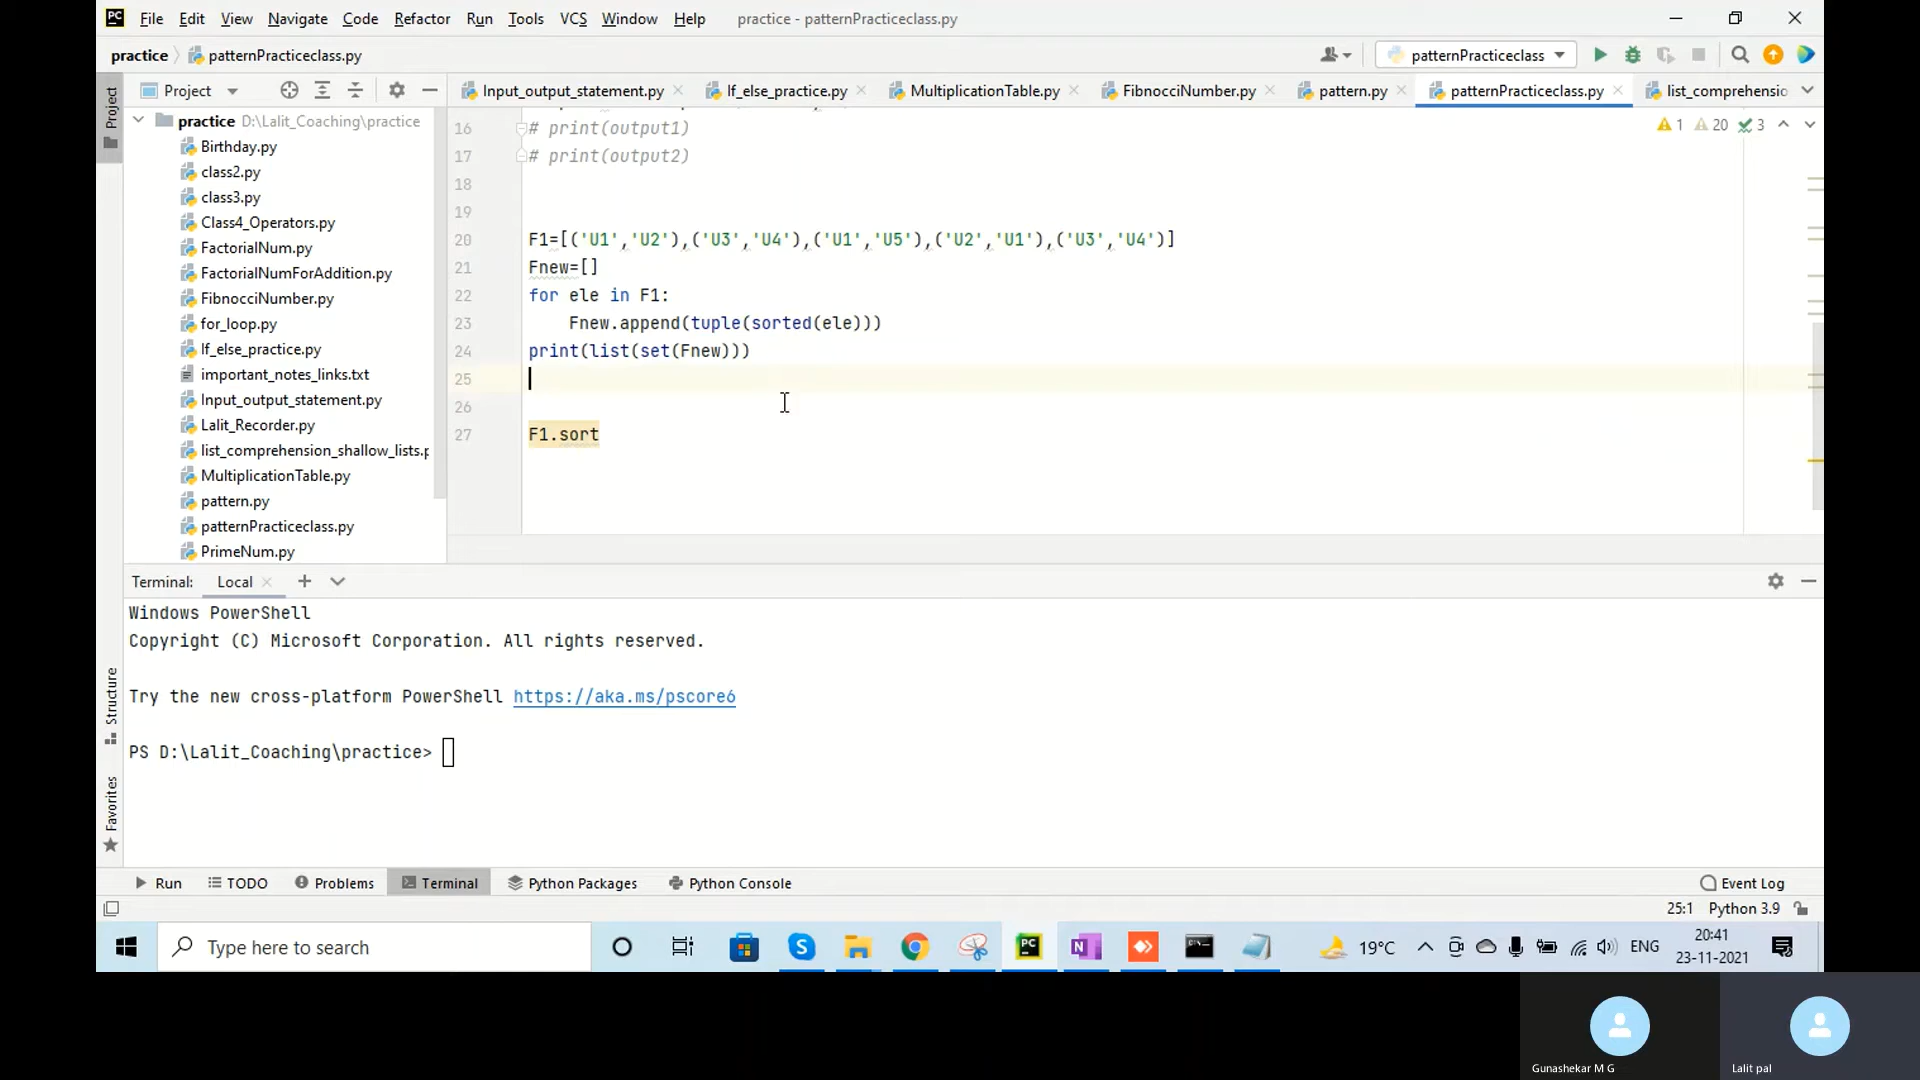 PC File Edit View Navigate Code Refactor Run Tools VCS Window Help practice - patternPracticeclass.py
practice patternPracticeclass.py patternPracticeclass
Project Project Input_output_statement.py If_else_practice.py MultiplicationTable.py FibnocciNumber.py pattern.py patternPracticeclass.py list_comprehensio
practice D:\Lalit_Coaching\practice
Birthday.py
class2.py
class3.py
Class4_Operators.py
FactorialNum.py
FactorialNumForAddition.py
FibnocciNumber.py
for_loop.py
If_else_practice.py
important_notes_links.txt
Input_output_statement.py
Lalit_Recorder.py
list_comprehension_shallow_lists.p
MultiplicationTable.py
pattern.py
patternPracticeclass.py
PrimeNum.py
1 20 3
16 # print(output1)
17 # print(output2)
18
19
20 F1=[('U1','U2'),('U3','U4'),('U1','U5'),('U2','U1'),('U3','U4')]
21 Fnew=[]
22 for ele in F1:
23 Fnew.append(tuple(sorted(ele)))
24 print(list(set(Fnew)))
25
26
27 F1.sort
Terminal: Local
Windows PowerShell
Copyright (C) Microsoft Corporation. All rights reserved.
Try the new cross-platform PowerShell https://aka.ms/pscore6
PS D:\Lalit_Coaching\practice>
Structure
Favorites
Run TODO Problems Terminal Python Packages Python Console Event Log
25:1 Python 3.9
Type here to search PC 19°C ENG 20:41
23-11-2021
Gunashekar M G Lalit pal